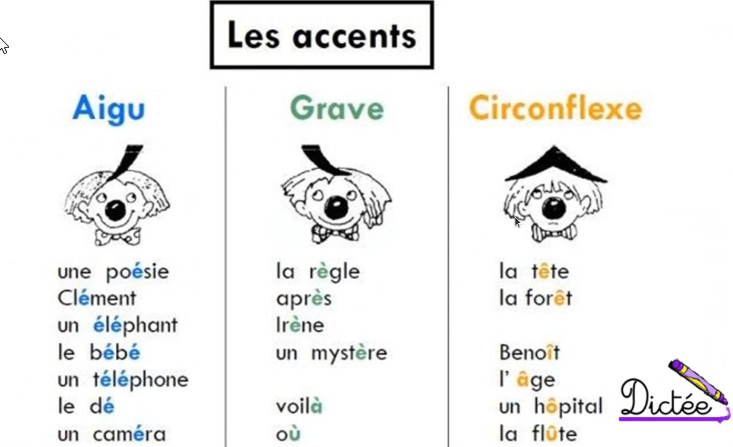 Les accents
Aigu
une poésie
Clément
un éléphant
le bébé
un téléphone
le dé
un caméra
Grave
la règle
après
Irène
un mystère
voilà
où
Circonflexe
la tête
la forêt
Benoît
l' âge
un hôpital
la flûte
Dictée